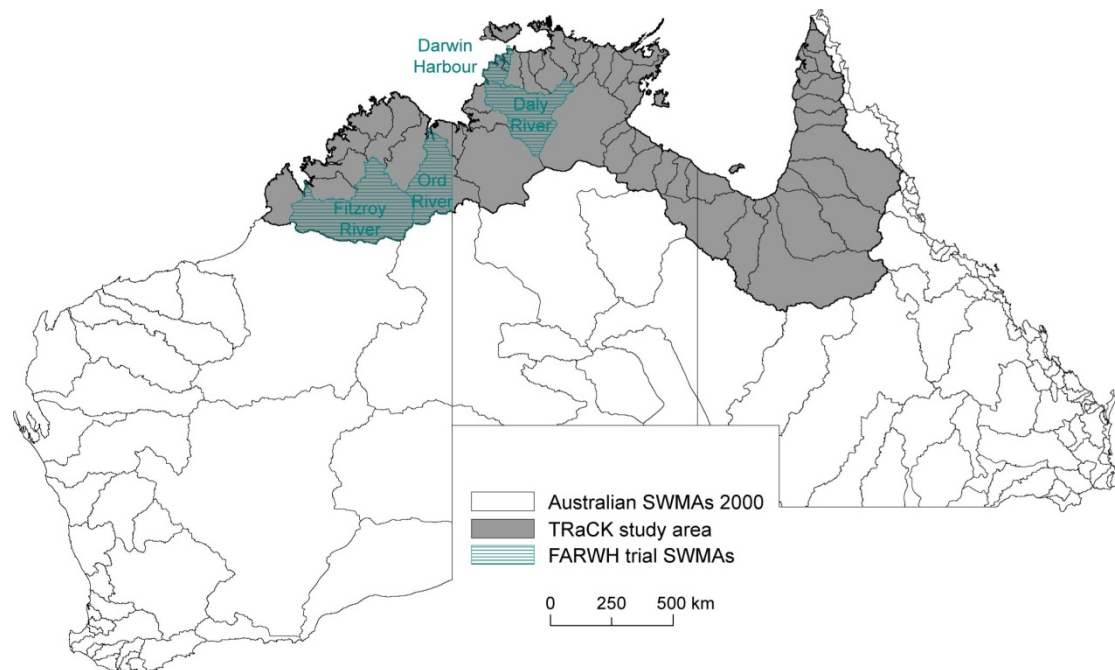 Darwin
Harbour
Daly
River
Ord
River
Fitzroy
River
Australian SWMAs 2000
TRaCK study area
FARWH trial SWMAs
0 250 500 km